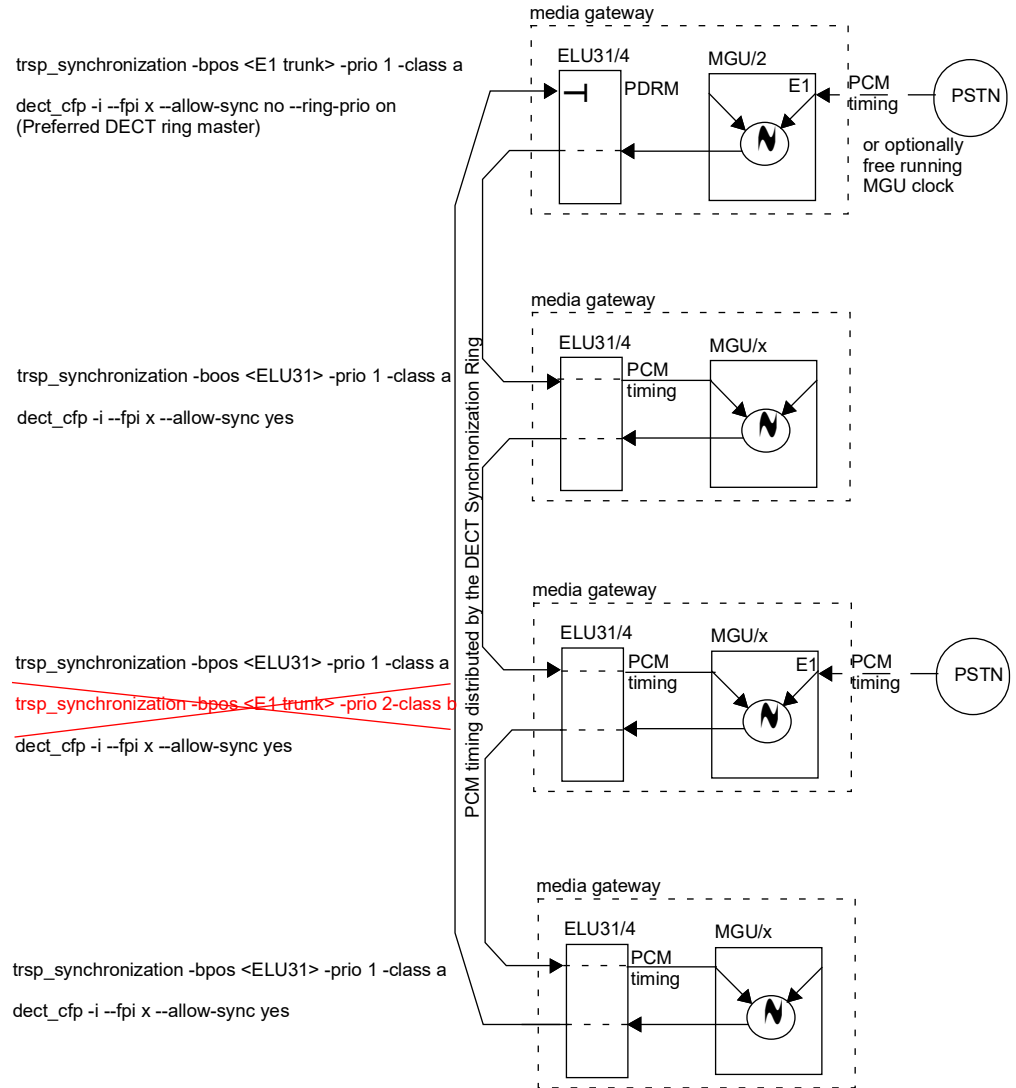 media gateway
trsp_synchronization -bpos <E1 trunk> -prio 1 -class a
dect_cfp -i --fpi x --allow-sync no --ring-prio on
(Preferred DECT ring master)
ELU31/4
PDRM
MGU/2
E1
PCM
timing
PSTN
or optionally
free running
MGU clock
media gateway
trsp_synchronization -boos <ELU31> -prio 1 -class a
dect_cfp -i --fpi x --allow-sync yes
ELU31/4
PCM
timing
MGU/x
PCM timing distributed by the DECT Synchronization Ring
media gateway
trsp_synchronization -bpos <ELU31> -prio 1 -class a
trsp_synchronization -bpos <E1 trunk> -prio 2-class b
dect_cfp -i --fpi x --allow-sync yes
ELU31/4
PCM
timing
MGU/x
E1
PCM
timing
PSTN
media gateway
trsp_synchronization -bpos <ELU31> -prio 1 -class a
dect_cfp -i --fpi x --allow-sync yes
ELU31/4
PCM
timing
MGU/x